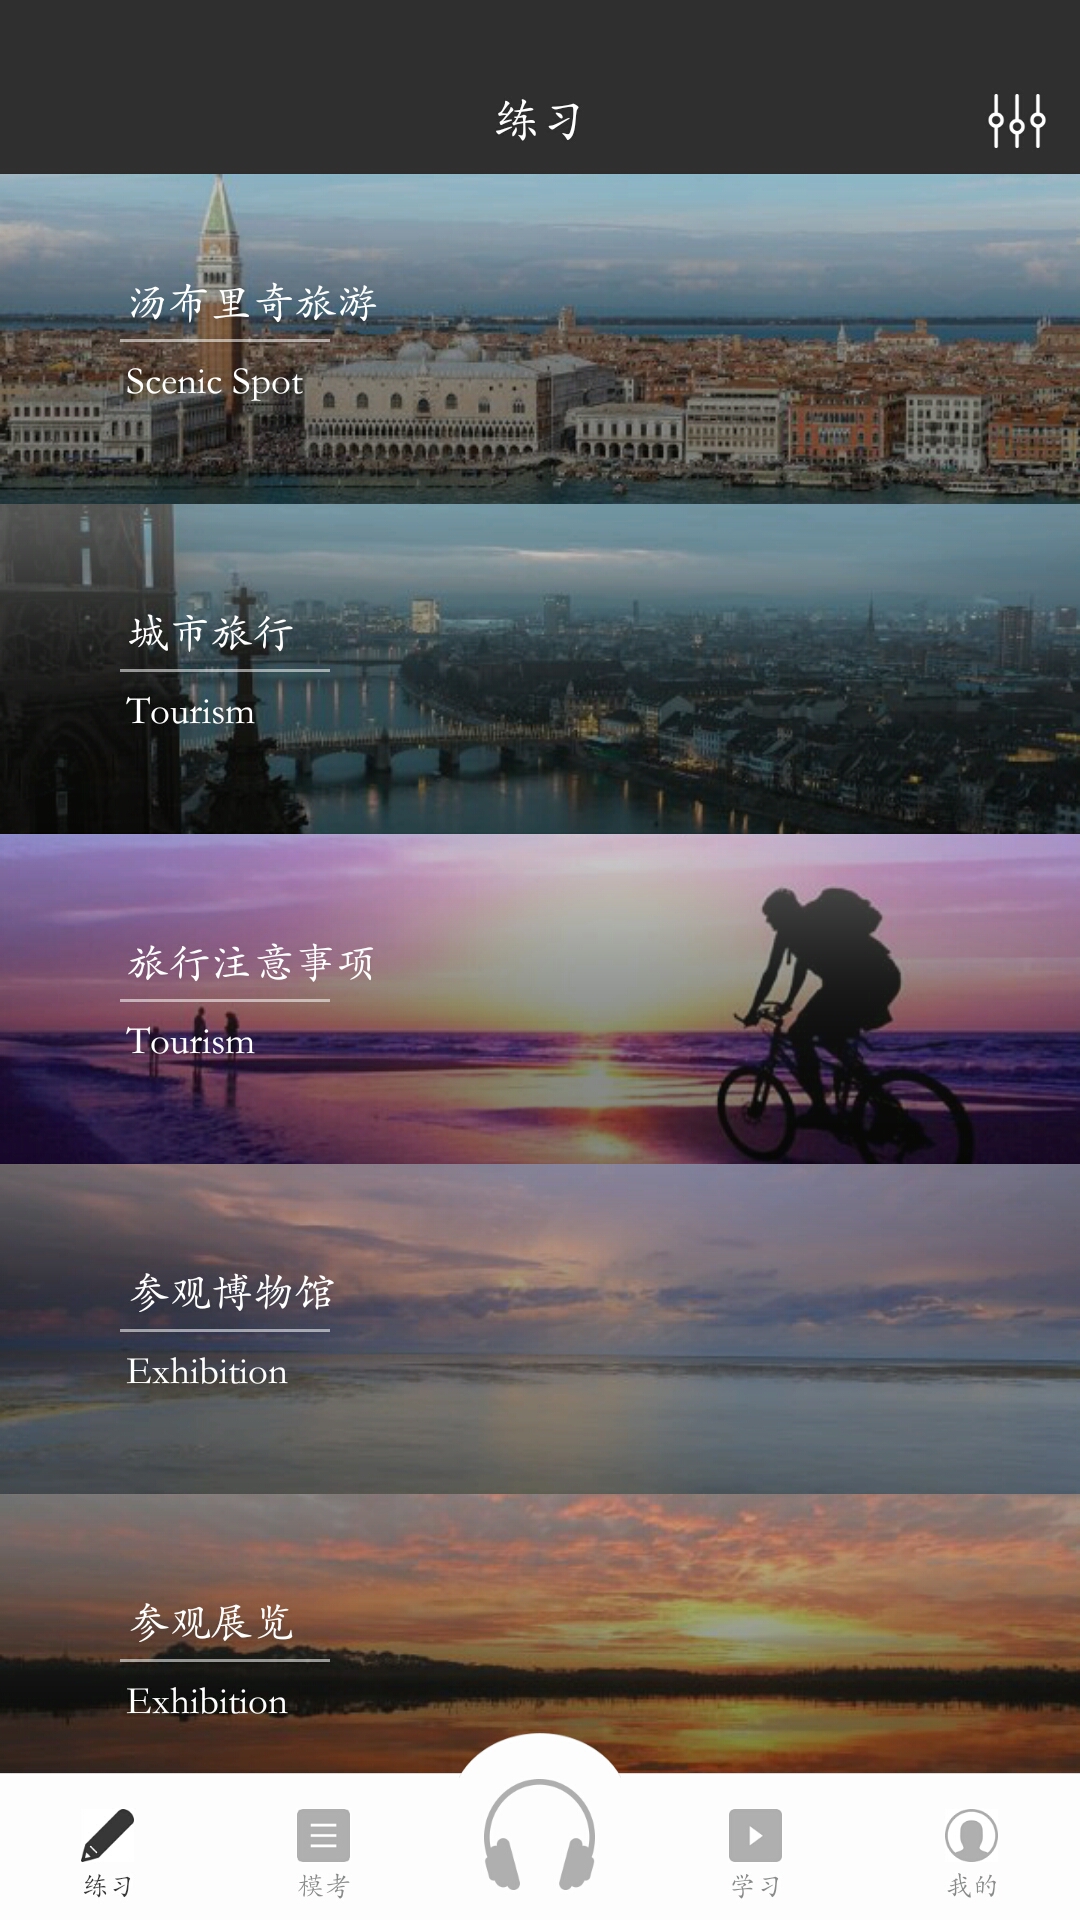 练习
汤布里奇旅游
Scenic Spot
城市旅行
Tourism
旅行注意事项
Tourism
参观博物馆
Exhibition
参观展览
Exhibition
练习
模考
学习
我的